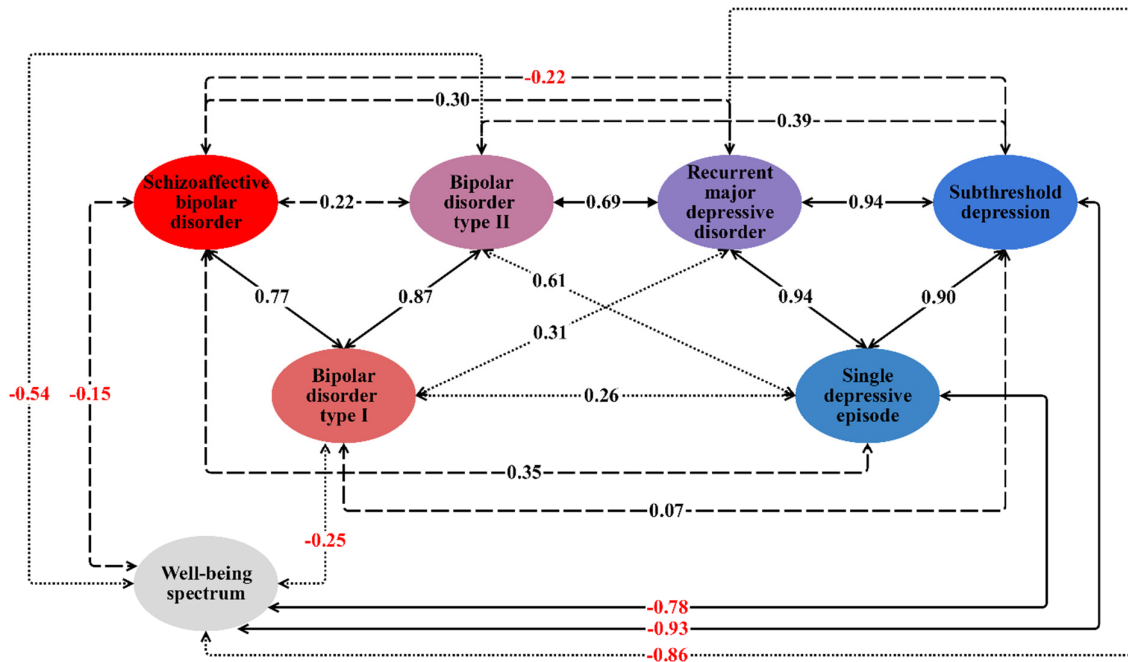 -0.22
0.30
0.39
Schizoaffective
bipolar
disorder
0.22
Bipolar
disorder
type II
0.69
Recurrent
major
depressive
disorder
0.94
Subthreshold
depression
0.77
0.87
0.61
0.31
0.94
0.90
-0.54
-0.15
Bipolar
disorder
type I
0.26
Single
depressive
episode
0.35
0.07
-0.25
Well-being
spectrum
-0.78
-0.93
-0.86